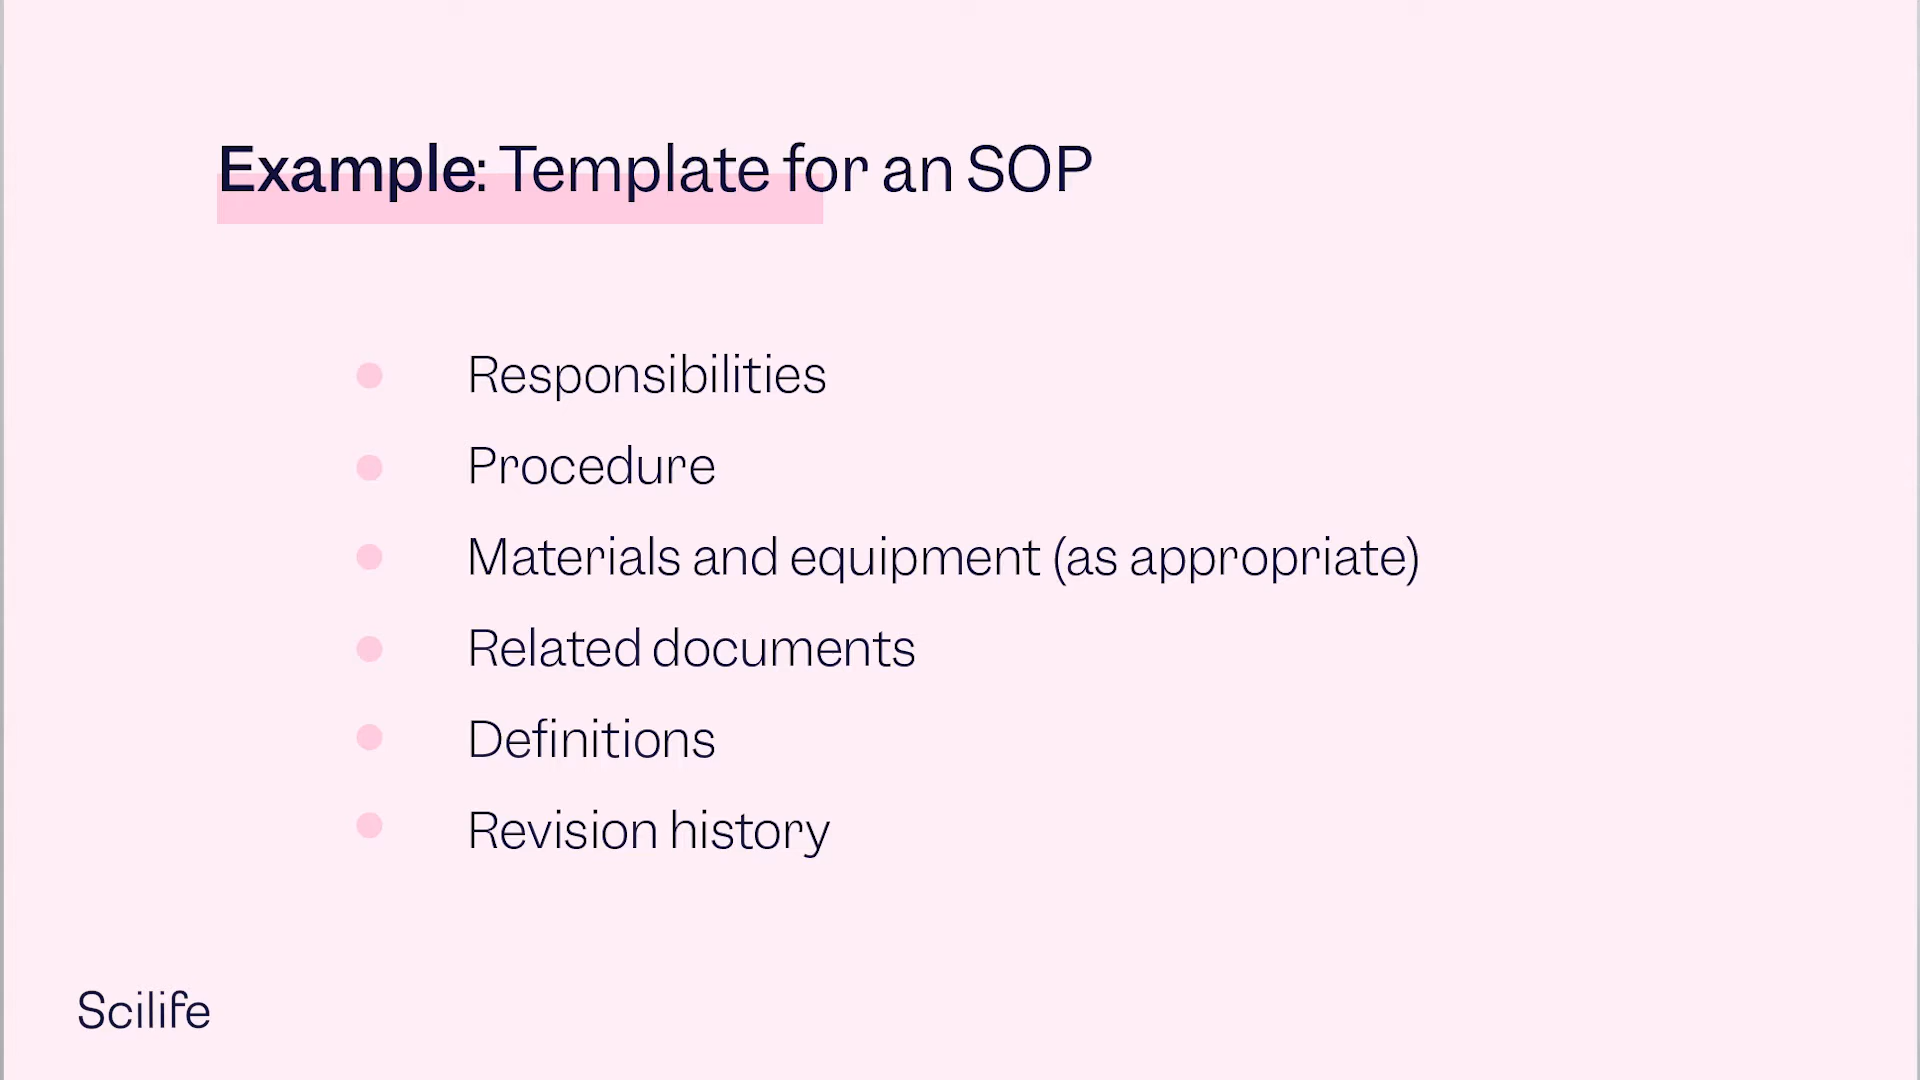 Example: Template for an SOP
Responsibilities
Procedure
Materials and equipment (as appropriate)
Related documents
Definitions
Revision history
Scilife